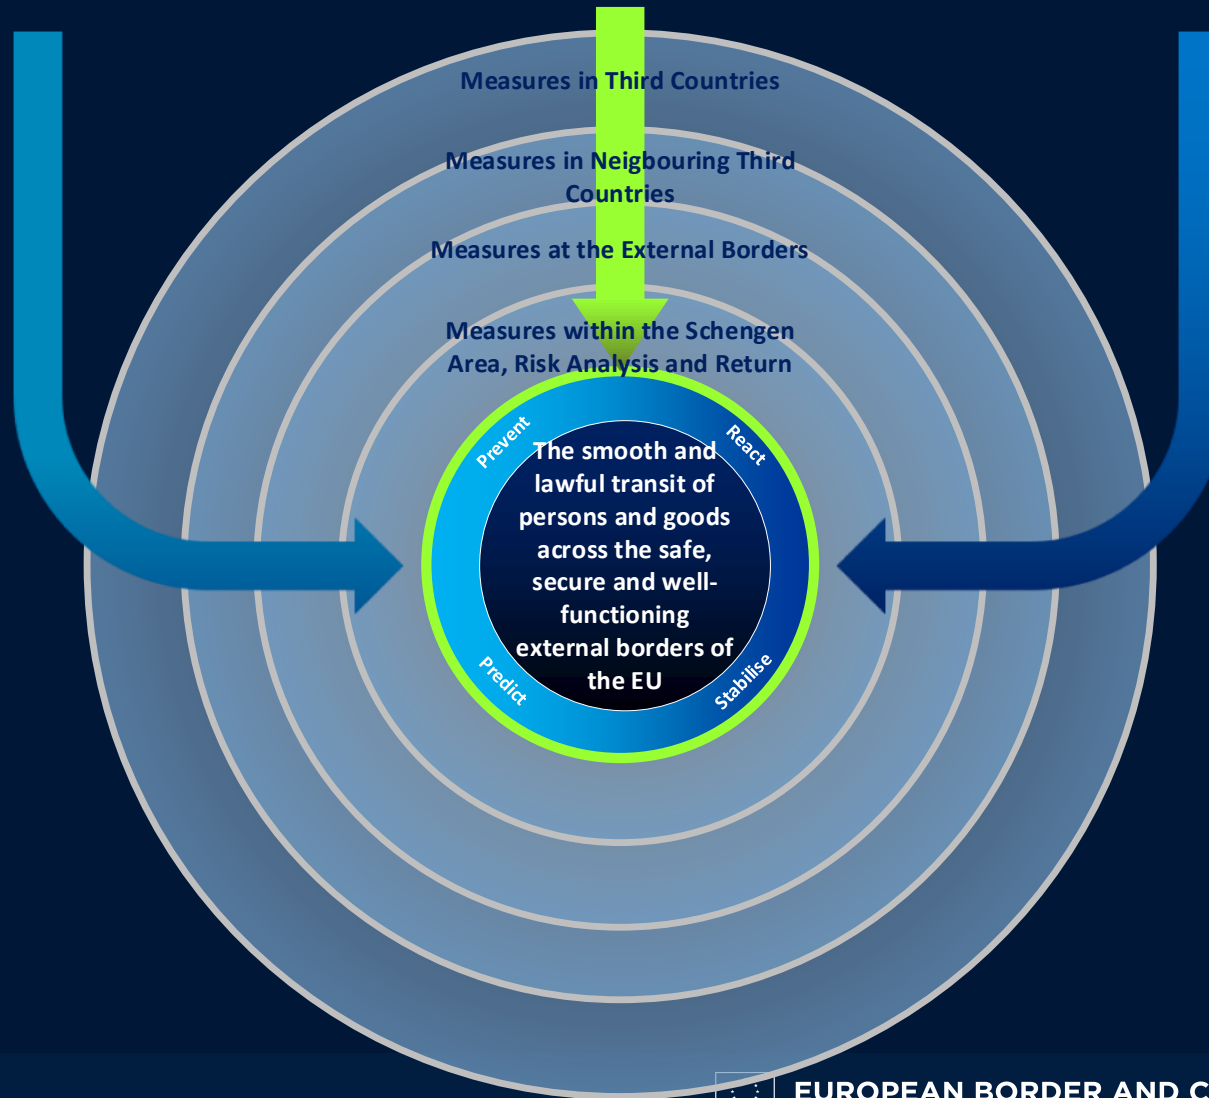 Measures in Third Countries
Measures in Neigbouring Third
Countries
Measures at the External Borders
Measures within the Schengen
Area, Risk Analysis and Return
Prevent
React
The smooth and
lawful transit of
persons and goods
across the safe,
secure and well-
functioning
external borders of
the EU
Predict
Stabilise
EUROPEAN BORDER AND C